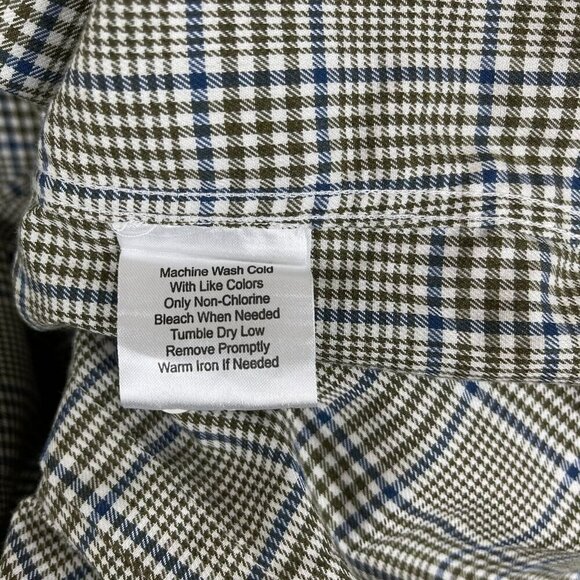 Machine Wash Cold
With Like Colors
Only Non-Chlorine
Bleach When Needed
Tumble Dry Low
Remove Promptly
Warm Iron If Needed